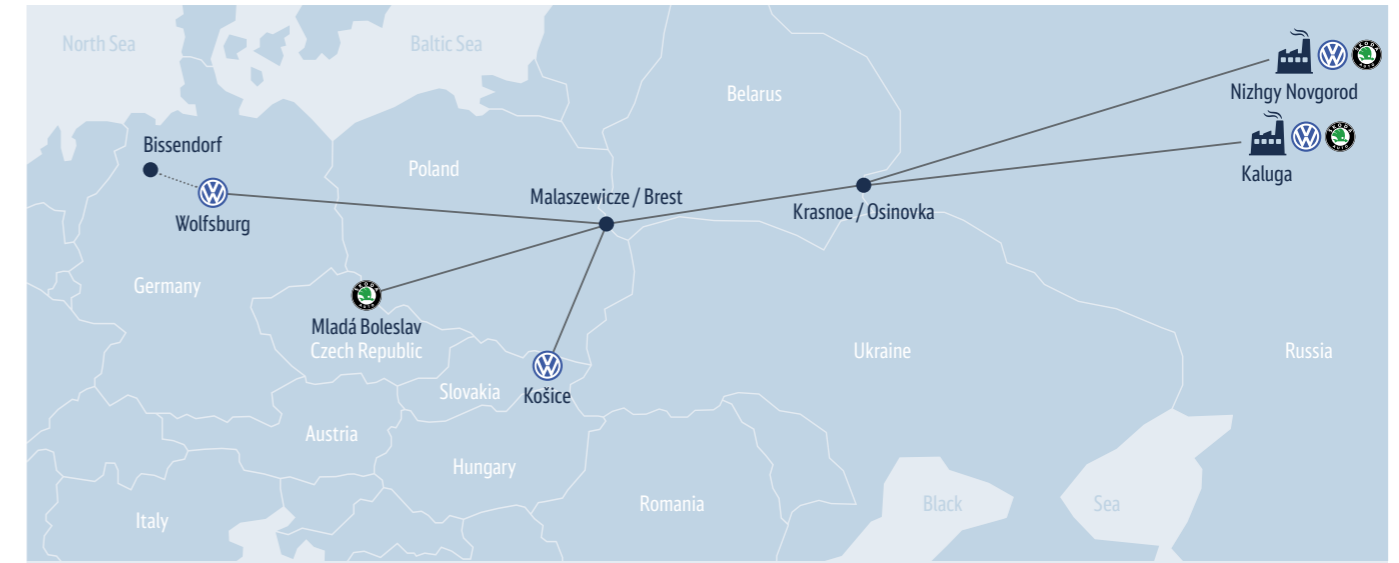 North Sea
Baltic Sea
Nizhgy Novgorod
Belarus
Bissendorf
Kaluga
Poland
Malaszewicze / Brest
Krasnoe / Osinovka
Wolfsburg
Germany
Mladá Boleslav
Czech Republic
Ukraine
Russia
Slovakia
Košice
Austria
Hungary
Romania
Black
Sea
Italy